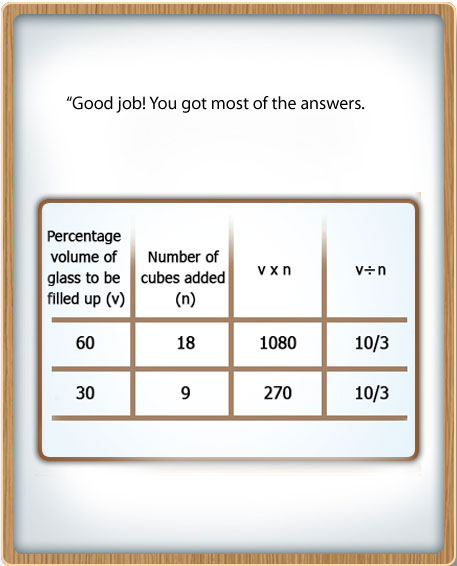 “Good job! You got most of the answers.
Percentage
volume of
glass to be
filled up (v)
Number of
cubes added
(n)
v x n
v÷n
60 18 1080 10/3
30 9 270 10/3